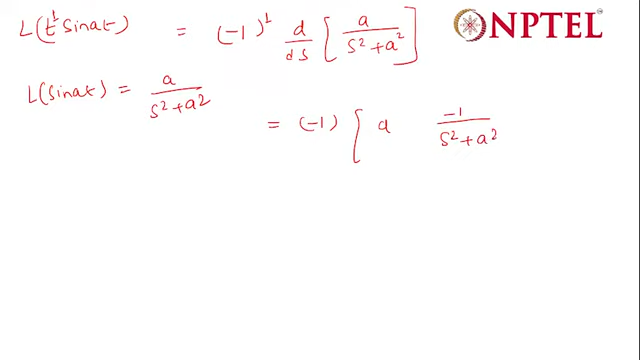 L(t¹ sinat) = (-1)¹ d/ds [ a/(s²+a²) ]
NPTEL
L(sinat) = a/(s²+a²)
= (-1) [ a -1/(s²+a²)